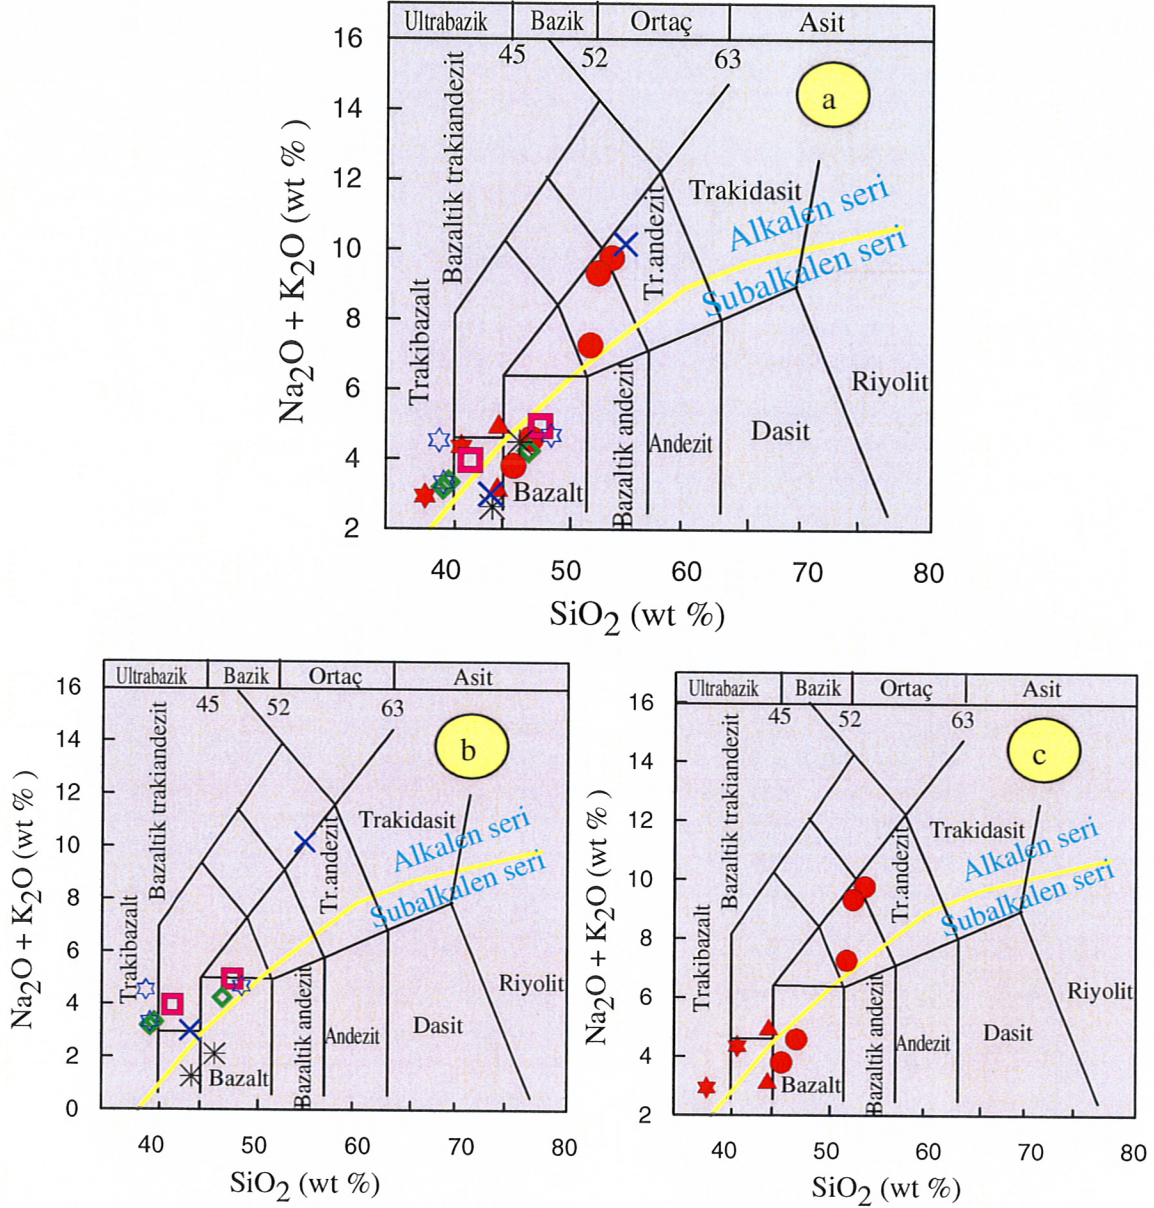 Ultrabazik Bazik Ortaç Asit
45 52 63
a
16
14
12
10
8
6
4
2
Na2O + K2O (wt % )
Bazaltik trakiandezit
Trakibazalt
Tr.andezit
Trakidasit
Alkalen seri
Subalkalen seri
Riyolit
Dasit
Andezit
Bazaltik andezit
Bazalt
40 50 60 70 80
SiO2 (wt %)
Ultrabazik Bazik Ortaç Asit
45 52 63
b
16
14
12
10
8
6
4
2
0
Na2O + K2O (wt % )
Bazaltik trakiandezit
Trakibazalt
Tr.andezit
Trakidasit
Alkalen seri
Subalkalen seri
Riyolit
Dasit
Andezit
Bazaltik andezit
Bazalt
40 50 60 70 80
SiO2 (wt %)
Ultrabazik Bazik Ortaç Asit
45 52 63
c
16
14
12
10
8
6
4
2
Na2O + K2O (wt % )
Bazaltik trakiandezit
Trakibazalt
Tr.andezit
Trakidasit
Alkalen seri
Subalkalen seri
Riyolit
Dasit
Andezit
Bazaltik andezit
Bazalt
40 50 60 70 80
SiO2 (wt %)